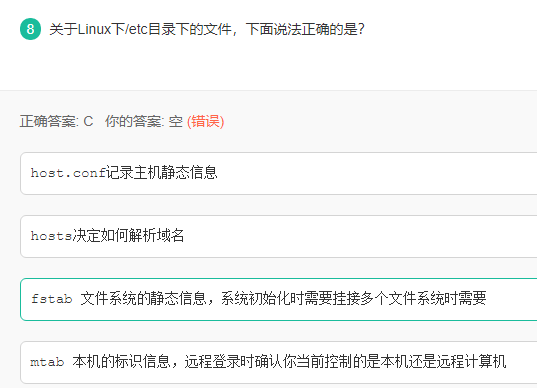 8 关于Linux下/etc目录下的文件，下面说法正确的是?
正确答案: C 你的答案: 空 (错误)
host.conf记录主机静态信息
hosts决定如何解析域名
fstab 文件系统的静态信息，系统初始化时需要挂接多个文件系统时需要
mtab 本机的标识信息，远程登录时确认你当前控制的是本机还是远程计算机